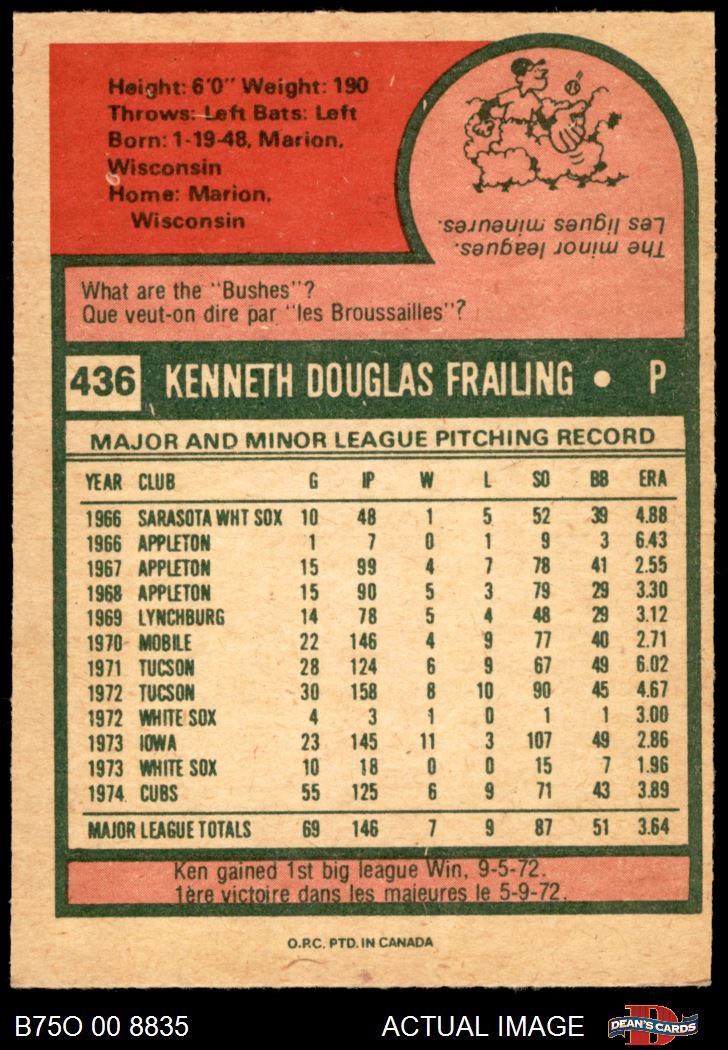 Height: 6'0" Weight: 190
Throws: Left Bats: Left
Born: 1-19-48, Marion,
Wisconsin
Home: Marion,
Wisconsin
The minor leagues.
Les ligues mineures.
What are the "Bushes"?
Que veut-on dire par "les Broussailles"?
436 KENNETH DOUGLAS FRAILING • P
MAJOR AND MINOR LEAGUE PITCHING RECORD
YEAR CLUB G IP W L SO BB ERA
1966 SARASOTA WHT SOX 10 48 1 5 52 39 4.88
1966 APPLETON 1 7 0 1 9 3 6.43
1967 APPLETON 15 99 4 7 78 41 2.55
1968 APPLETON 15 90 5 3 79 29 3.30
1969 LYNCHBURG 14 78 5 4 48 29 3.12
1970 MOBILE 22 146 4 9 77 40 2.71
1971 TUCSON 28 124 6 9 67 49 6.02
1972 TUCSON 30 158 8 10 90 45 4.67
1972 WHITE SOX 4 3 1 0 1 1 3.00
1973 IOWA 23 145 11 3 107 49 2.86
1973 WHITE SOX 10 18 0 0 15 7 1.96
1974 CUBS 55 125 6 9 71 43 3.89
MAJOR LEAGUE TOTALS 69 146 7 9 87 51 3.64
Ken gained 1st big league Win, 9-5-72.
1ère victoire dans les majeures le 5-9-72.
O.P.C. PTD. IN CANADA
B75O 00 8835 ACTUAL IMAGE DEAN'S CARDS